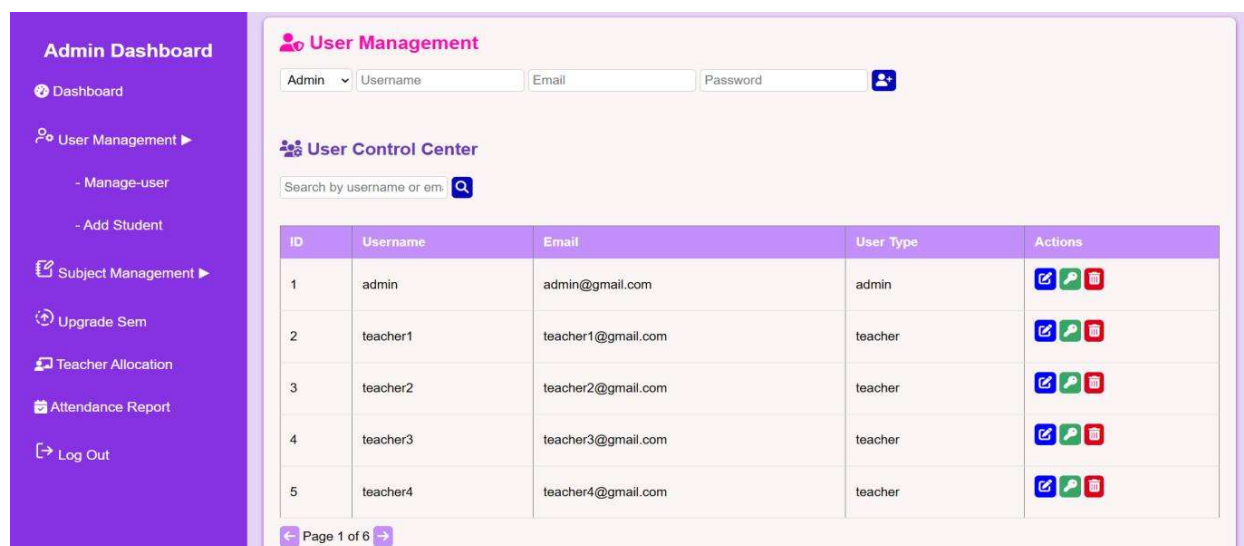 Admin Dashboard
Dashboard
User Management ▶
- Manage-user
- Add Student
Subject Management ▶
Upgrade Sem
Teacher Allocation
Attendance Report
Log Out
User Management
Admin Username Email Password
User Control Center
Search by username or em
ID Username Email User Type Actions
1 admin admin@gmail.com admin
2 teacher1 teacher1@gmail.com teacher
3 teacher2 teacher2@gmail.com teacher
4 teacher3 teacher3@gmail.com teacher
5 teacher4 teacher4@gmail.com teacher
← Page 1 of 6 →